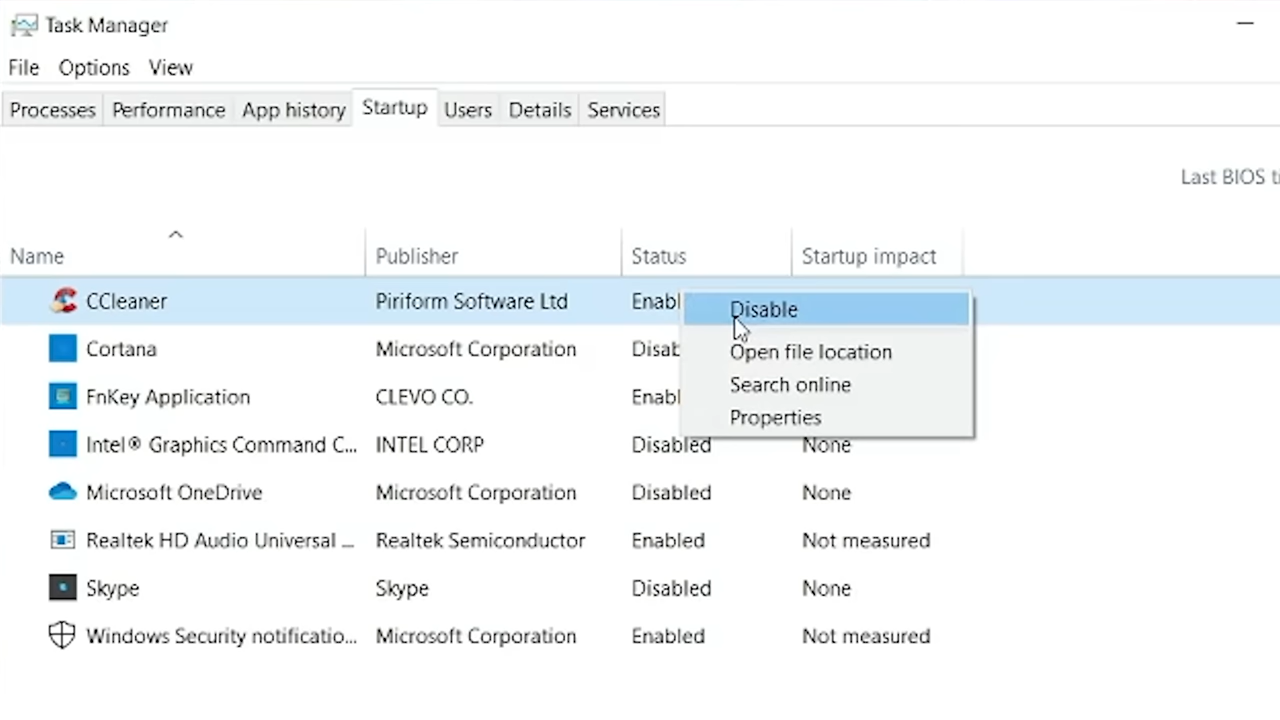 Task Manager
File Options View
Processes Performance App history Startup Users Details Services
Last BIOS
Name Publisher Status Startup impact
CCleaner Piriform Software Ltd Enabl
Disable
Cortana Microsoft Corporation Disab
Open file location
Search online
FnKey Application CLEVO CO. Enabl
Properties
Intel® Graphics Command C... INTEL CORP Disabled None
Microsoft OneDrive Microsoft Corporation Disabled None
Realtek HD Audio Universal ... Realtek Semiconductor Enabled Not measured
Skype Skype Disabled None
Windows Security notificatio... Microsoft Corporation Enabled Not measured